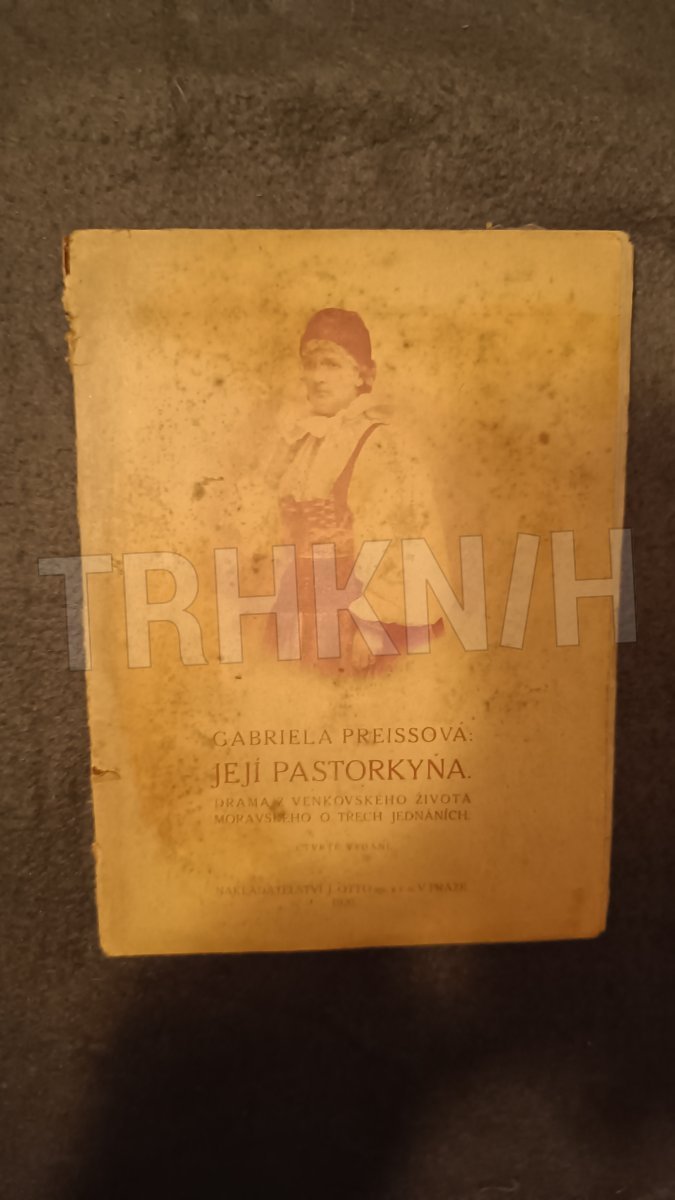 TRHKNIH
GABRIELA PREISSOVÁ:
JEJÍ PASTORKYŇA.
DRAMA Z VENKOVSKÉHO ŽIVOTA
MORAVSKÉHO O TŘECH JEDNÁNÍCH.
ČTVRTÉ VYDÁNÍ.
NAKLADATELSTVÍ J. OTTO V PRAZE